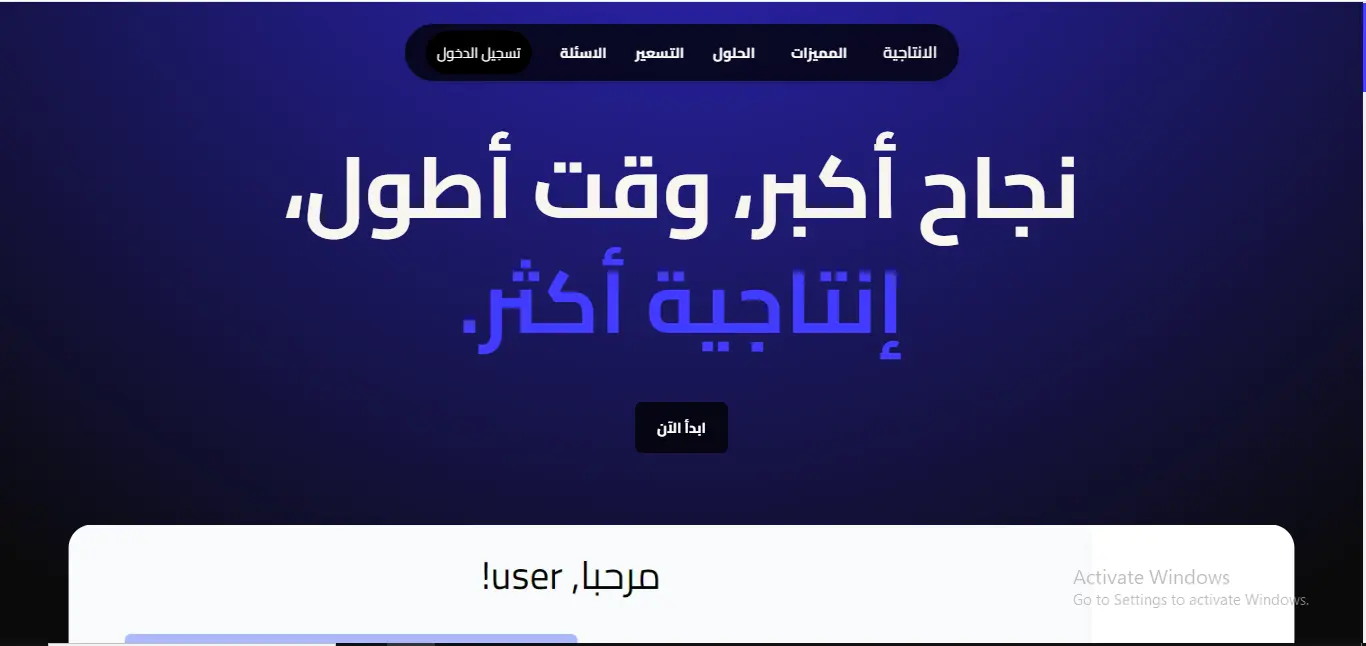 الانتاجية المميزات الحلول التسعير الاسئلة تسجيل الدخول
نجاح أكبر، وقت أطول،
إنتاجية أكثر.
ابدأ الآن
مرحبا, user!
Activate Windows
Go to Settings to activate Windows.